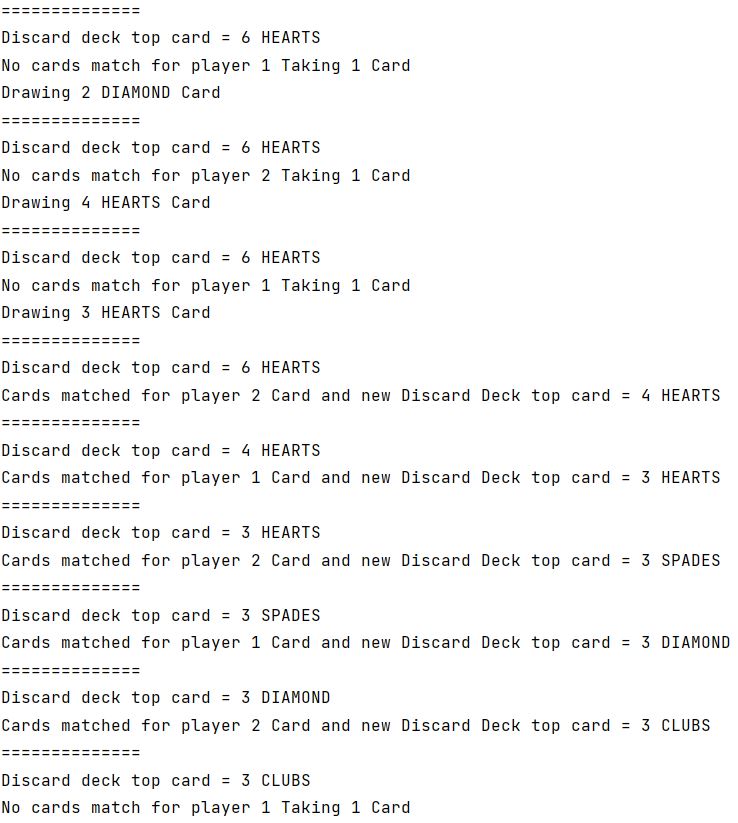 ==============
Discard deck top card = 6 HEARTS
No cards match for player 1 Taking 1 Card
Drawing 2 DIAMOND Card
==============
Discard deck top card = 6 HEARTS
No cards match for player 2 Taking 1 Card
Drawing 4 HEARTS Card
==============
Discard deck top card = 6 HEARTS
No cards match for player 1 Taking 1 Card
Drawing 3 HEARTS Card
==============
Discard deck top card = 6 HEARTS
Cards matched for player 2 Card and new Discard Deck top card = 4 HEARTS
==============
Discard deck top card = 4 HEARTS
Cards matched for player 1 Card and new Discard Deck top card = 3 HEARTS
==============
Discard deck top card = 3 HEARTS
Cards matched for player 2 Card and new Discard Deck top card = 3 SPADES
==============
Discard deck top card = 3 SPADES
Cards matched for player 1 Card and new Discard Deck top card = 3 DIAMOND
==============
Discard deck top card = 3 DIAMOND
Cards matched for player 2 Card and new Discard Deck top card = 3 CLUBS
==============
Discard deck top card = 3 CLUBS
No cards match for player 1 Taking 1 Card